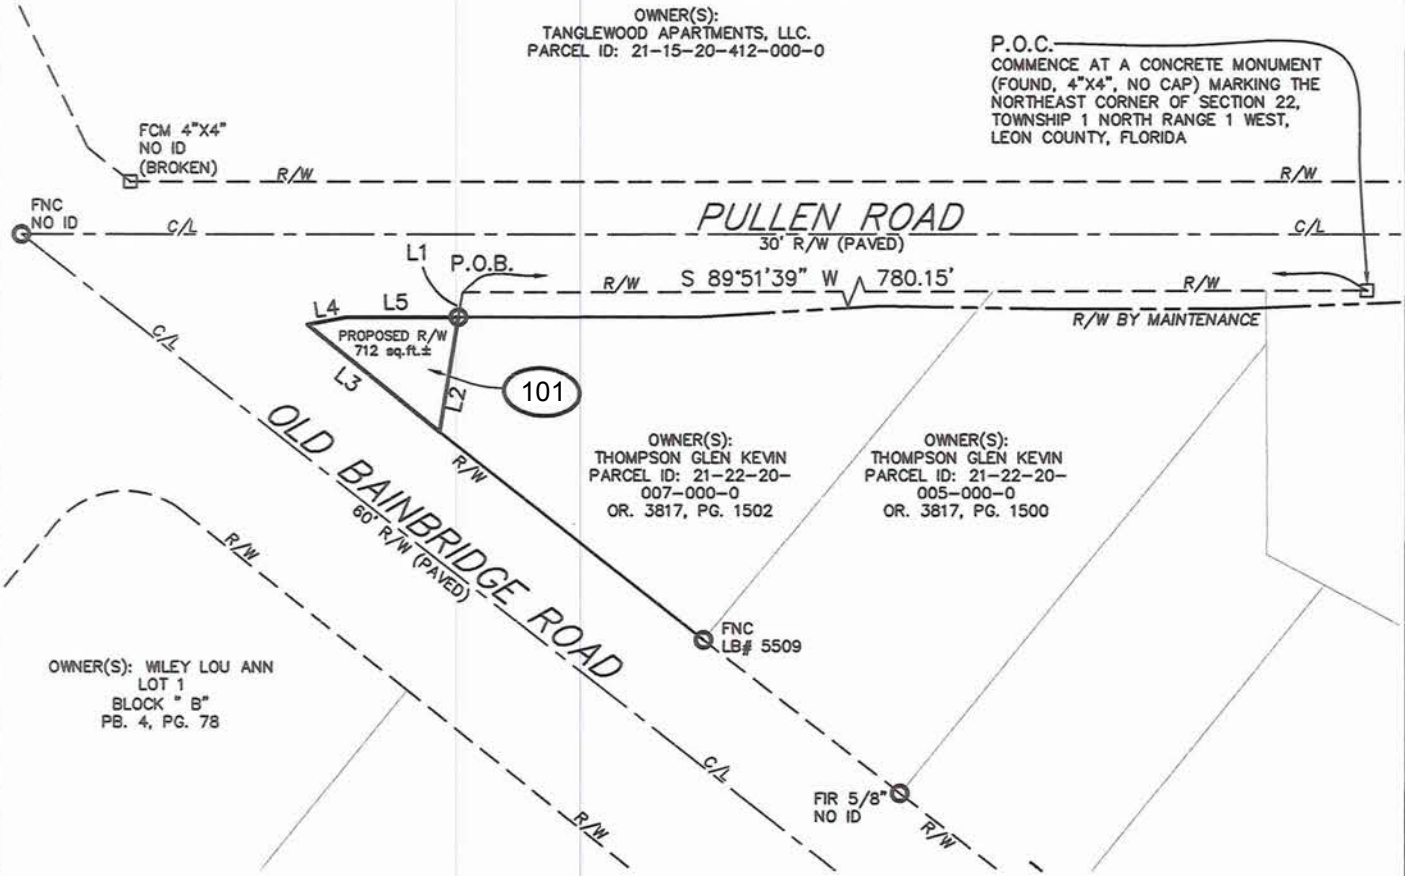 OWNER(S):
TANGLEWOOD APARTMENTS, LLC.
PARCEL ID: 21-15-20-412-000-0
P.O.C.
COMMENCE AT A CONCRETE MONUMENT
(FOUND, 4"X4", NO CAP) MARKING THE
NORTHEAST CORNER OF SECTION 22,
TOWNSHIP 1 NORTH RANGE 1 WEST,
LEON COUNTY, FLORIDA
FCM 4"X4"
NO ID
(BROKEN)
R/W
R/W
FNC
NO ID
C/L
PULLEN ROAD
30' R/W (PAVED)
C/L
L1
P.O.B.
R/W
S 89°51'39" W
780.15'
R/W
L4
L5
R/W BY MAINTENANCE
PROPOSED R/W
712 sq.ft.±
C/L
L3
L2
101
OLD BAINBRIDGE ROAD
60' R/W (PAVED)
R/W
OWNER(S):
THOMPSON GLEN KEVIN
PARCEL ID: 21-22-20-
007-000-0
OR. 3817, PG. 1502
OWNER(S):
THOMPSON GLEN KEVIN
PARCEL ID: 21-22-20-
005-000-0
OR. 3817, PG. 1500
R/W
FNC
LB# 5509
OWNER(S): WILEY LOU ANN
LOT 1
BLOCK " B"
PB. 4, PG. 78
C/L
FIR 5/8"
NO ID
R/W
R/W